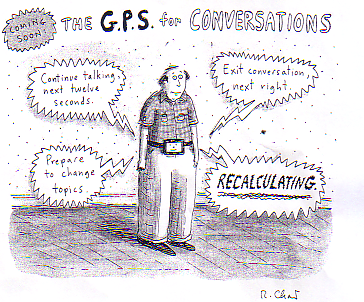 COMING SOON!
THE G.P.S. for CONVERSATIONS
Continue talking
next twelve
seconds.
Exit conversation,
next right.
Prepare
to change
topics.
RECALCULATING.
R. Chast